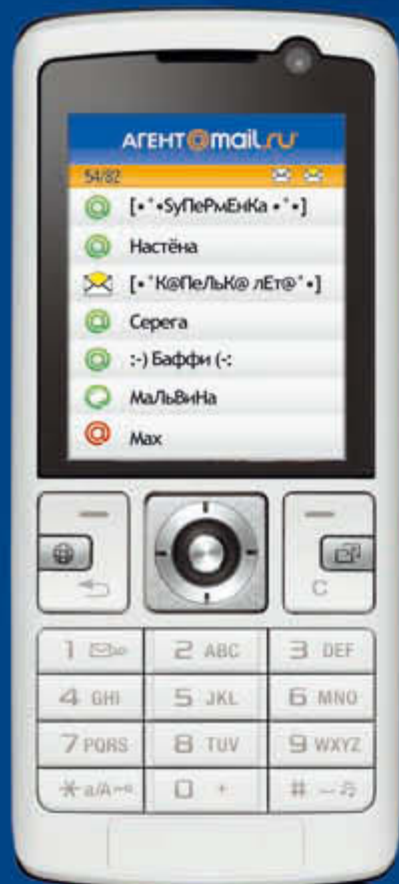 АГЕНТ@mail.ru
54/82
[•˚•SуПеРмЕнКа •˚•]
Настёна
[•˚К@ПеЛьК@ лЕт@˚•]
Серега
:-) Баффи (-:
МаЛьВиНа
Max
C
1
2 ABC
3 DEF
4 GHI
5 JKL
6 MNO
7 PQRS
8 TUV
9 WXYZ
* a/A
0 +
#